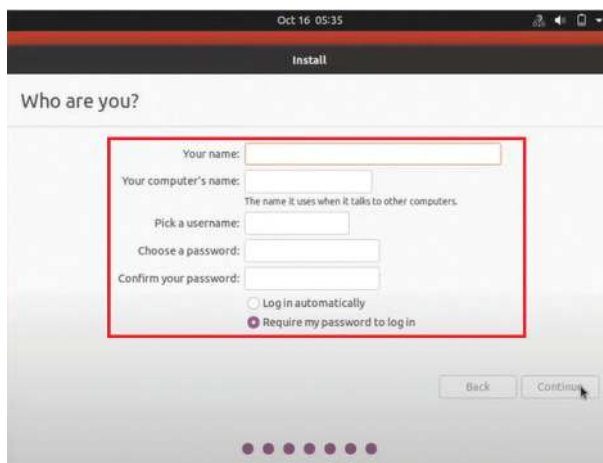 Oct 16 05:35
Install
Who are you?
Your name:
Your computer's name:
The name it uses when it talks to other computers.
Pick a username:
Choose a password:
Confirm your password:
Log in automatically
Require my password to log in
Back Continue